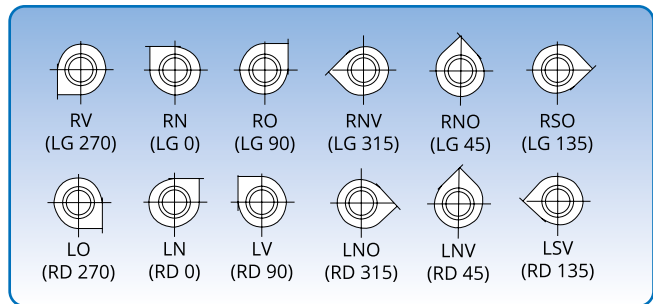 RV RN RO RNV RNO RSO
(LG 270) (LG 0) (LG 90) (LG 315) (LG 45) (LG 135)
LO LN LV LNO LNV LSV
(RD 270) (RD 0) (RD 90) (RD 315) (RD 45) (RD 135)